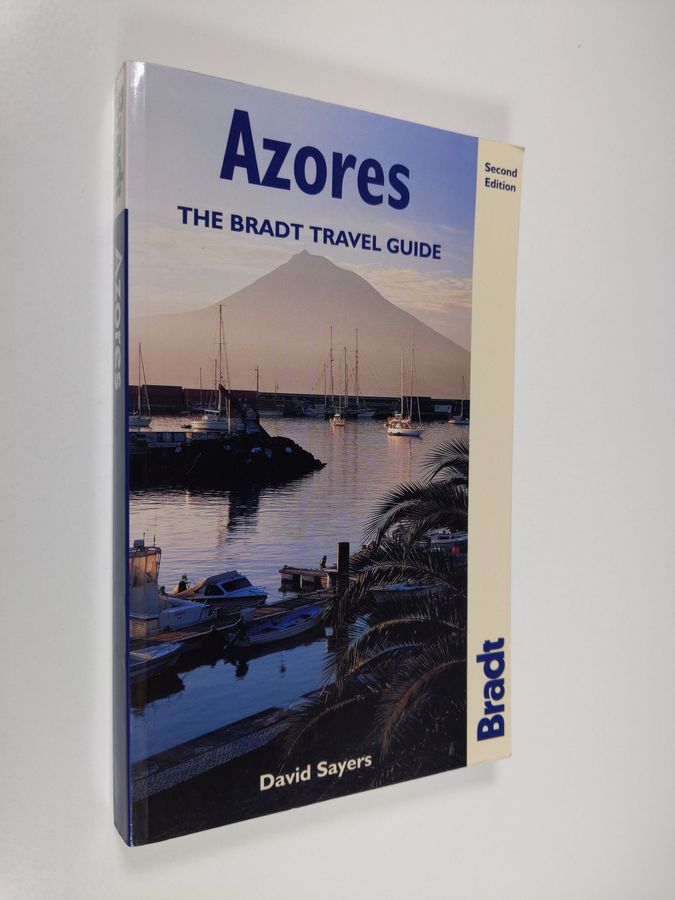 Azores
THE BRADT TRAVEL GUIDE
Second
Edition
Bradt
David Sayers
Bradt
Azores